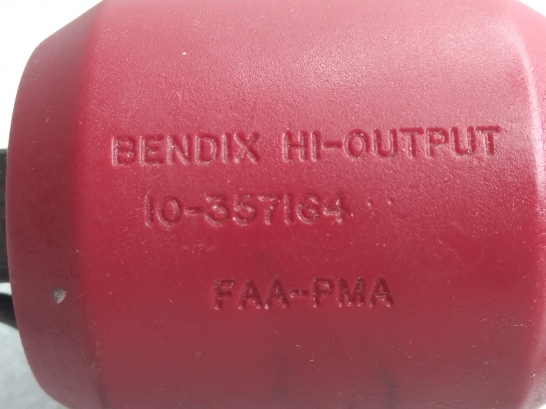 BENDIX HI-OUTPUT
10-357164
FAA-PMA